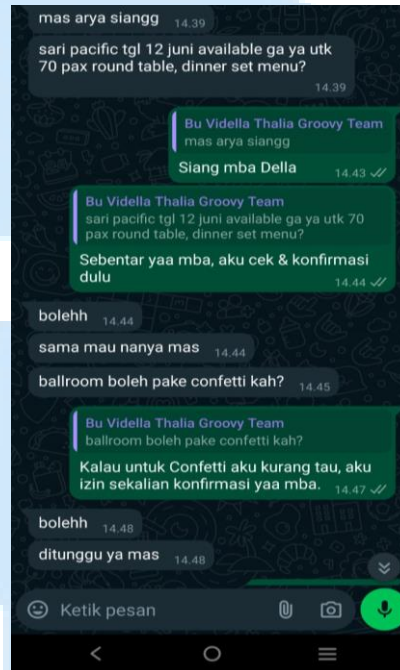 mas arya siangg 14.39
sari pacific tgl 12 juni available ga ya utk
70 pax round table, dinner set menu?
14.39
Bu Vidella Thalia Groovy Team
mas arya siangg
Siang mba Della 14.43
Bu Vidella Thalia Groovy Team
sari pacific tgl 12 juni available ga ya utk 70
pax round table, dinner set menu?
Sebentar yaa mba, aku cek & konfirmasi
dulu 14.44
bolehh 14.44
sama mau nanya mas 14.44
ballroom boleh pake confetti kah? 14.45
Bu Vidella Thalia Groovy Team
ballroom boleh pake confetti kah?
Kalau untuk Confetti aku kurang tau, aku
izin sekalian konfirmasi yaa mba. 14.47
bolehh 14.48
ditunggu ya mas 14.48
Ketik pesan